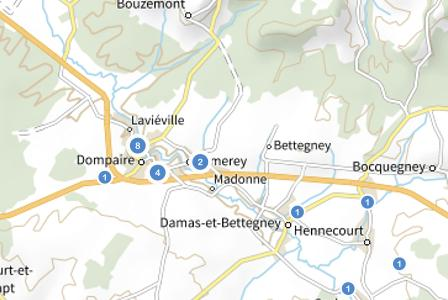 Bouzemont
Laviéville
8
Bettegney
Dompaire
2
merey
4
1
Madonne
Bocquegney
1
1
Damas-et-Bettegney
Hennecourt
1
urt-et-
apt
1